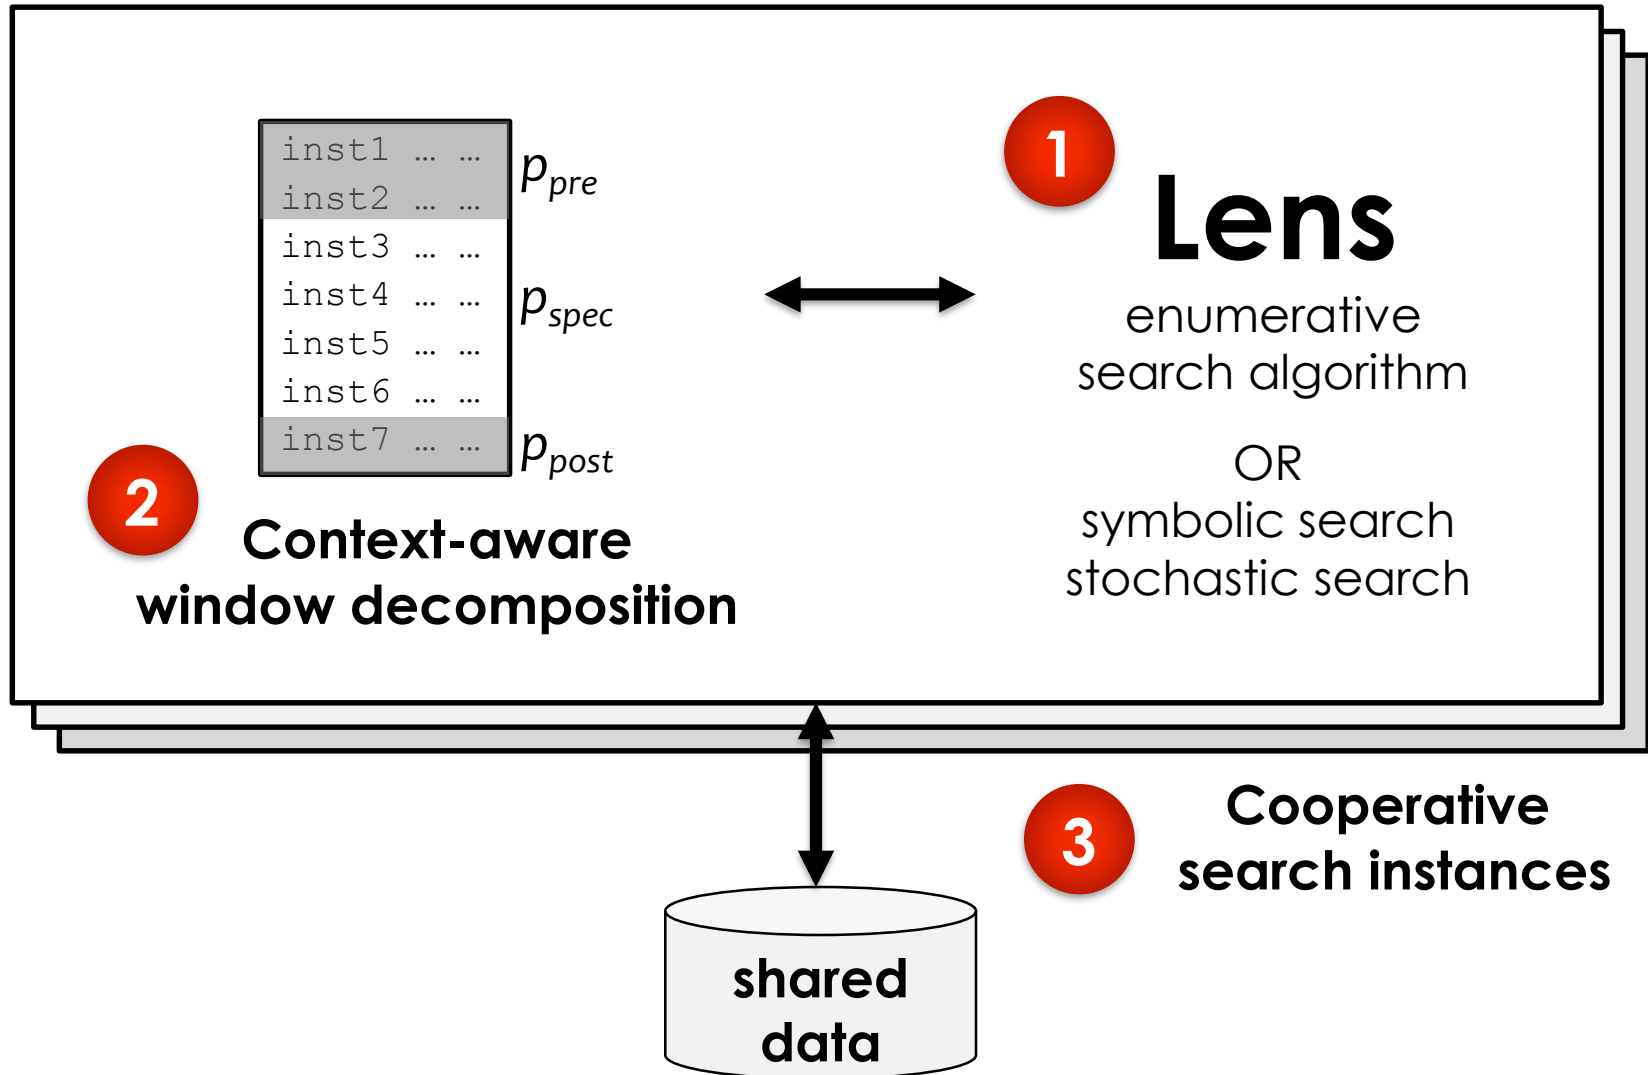 inst1 … …
inst2 … …
inst3 … …
inst4 … …
inst5 … …
inst6 … …
inst7 … …
ppre
pspec
ppost
2
Context-aware
window decomposition
1
Lens
enumerative
search algorithm
OR
symbolic search
stochastic search
3
Cooperative
search instances
shared
data